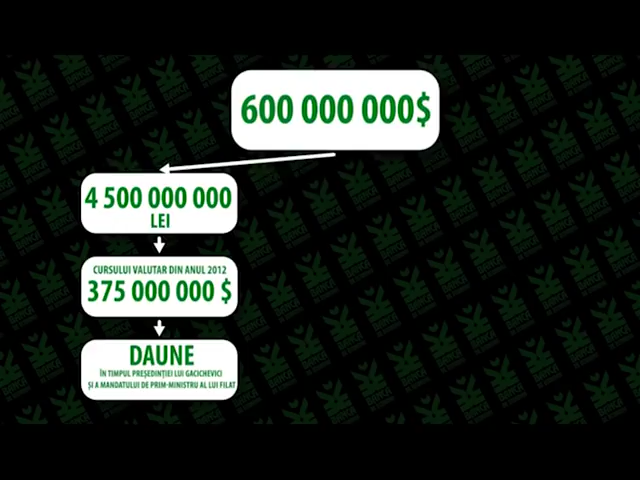 600 000 000$
4 500 000 000
LEI
CURSULUI VALUTAR DIN ANUL 2012
375 000 000 $
DAUNE
ÎN TIMPUL PREȘEDINȚIEI LUI GACICHEVICI
ȘI A MANDATULUI DE PRIM-MINISTRU AL LUI FILAT